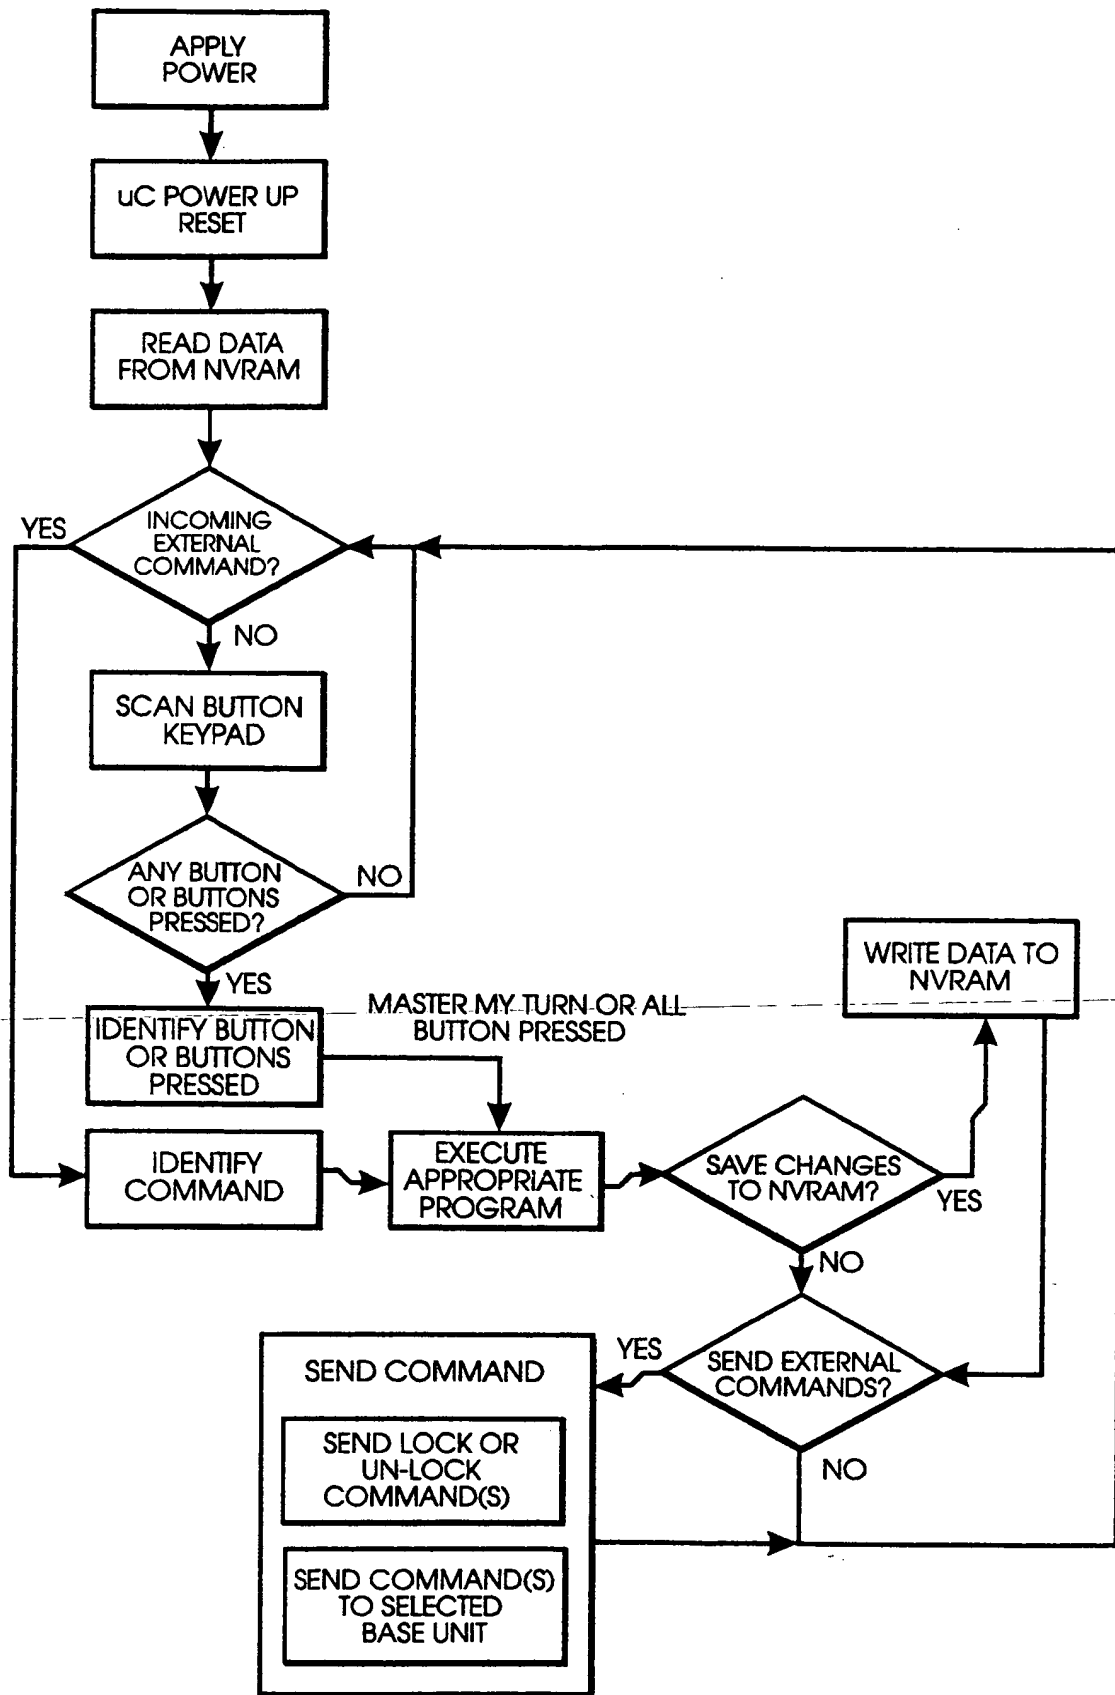 APPLY
POWER
uC POWER UP
RESET
READ DATA
FROM NVRAM
YES
INCOMING
EXTERNAL
COMMAND?
NO
SCAN BUTTON
KEYPAD
ANY BUTTON
OR BUTTONS
PRESSED?
NO
YES
WRITE DATA TO
NVRAM
MASTER MY TURN OR ALL
BUTTON PRESSED
IDENTIFY BUTTON
OR BUTTONS
PRESSED
IDENTIFY
COMMAND
EXECUTE
APPROPRIATE
PROGRAM
SAVE CHANGES
TO NVRAM?
YES
NO
YES
SEND EXTERNAL
COMMANDS?
NO
SEND COMMAND
SEND LOCK OR
UN-LOCK
COMMAND(S)
SEND COMMAND(S)
TO SELECTED
BASE UNIT